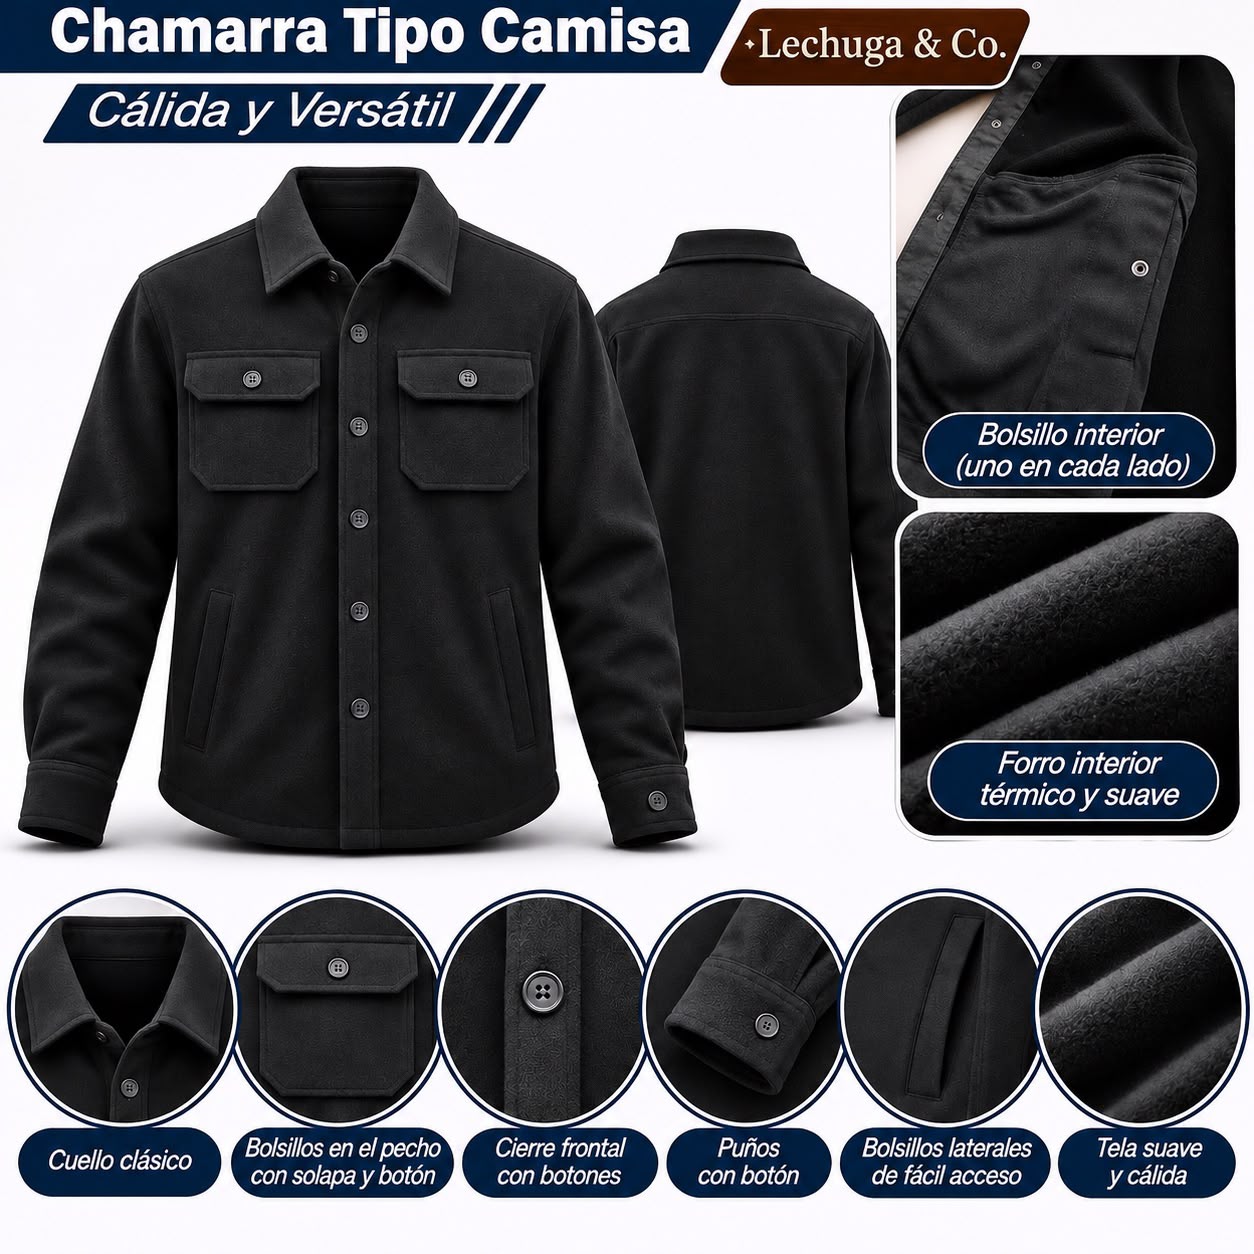 Chamarra Tipo Camisa
Lechuga & Co.
Cálida y Versátil
Bolsillo interior
(uno en cada lado)
Forro interior
térmico y suave
Cuello clásico
Bolsillos en el pecho
con solapa y botón
Cierre frontal
con botones
Puños
con botón
Bolsillos laterales
de fácil acceso
Tela suave
y cálida